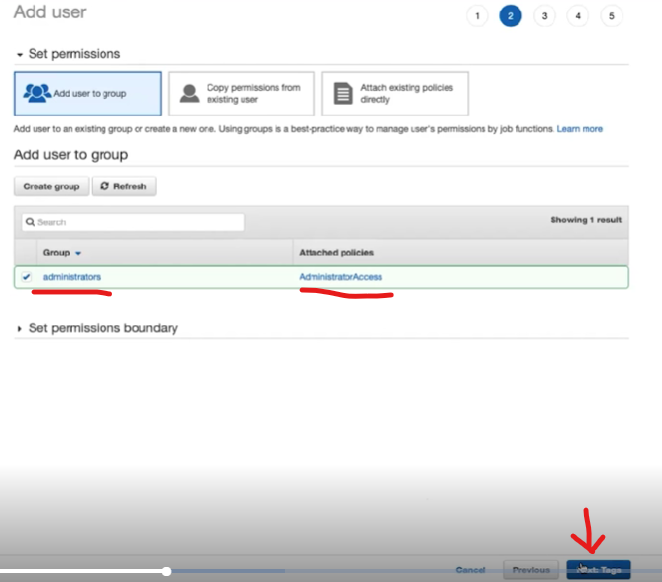 Add user
1 2 3 4 5
Set permissions
Add user to group
Copy permissions from
existing user
Attach existing policies
directly
Add user to an existing group or create a new one. Using groups is a best-practice way to manage user's permissions by job functions. Learn more
Add user to group
Create group Refresh
Search Showing 1 result
Group Attached policies
administrators AdministratorAccess
Set permissions boundary
Cancel Previous Next: Tags